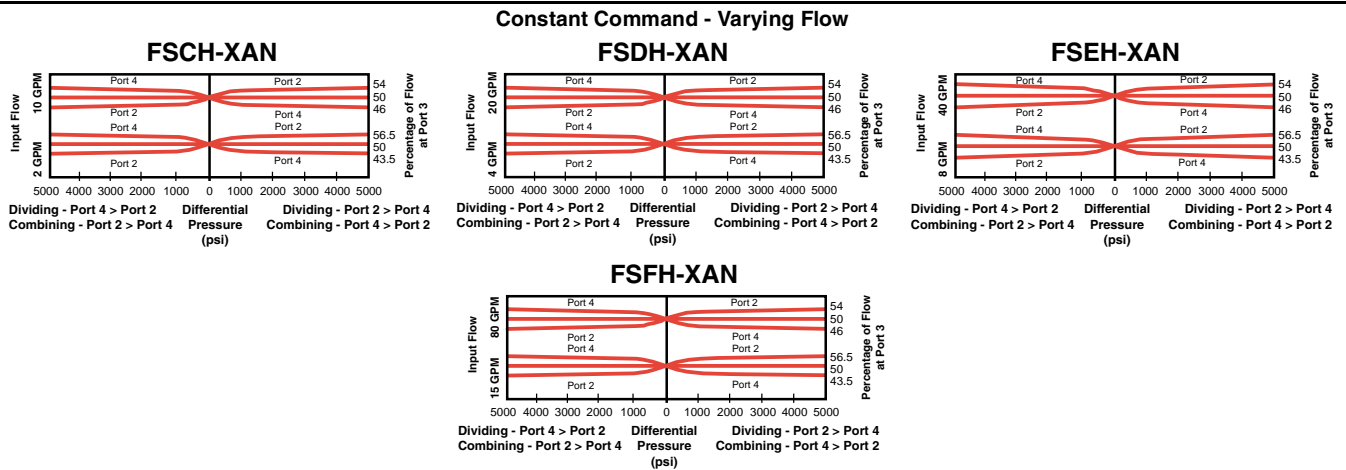 Constant Command - Varying Flow
FSCH-XAN
Input Flow
10 GPM
2 GPM
Port 4
Port 2
Port 2
Port 4
Port 4
Port 2
Port 2
Port 4
54
50
46
56.5
50
43.5
Percentage of Flow
at Port 3
5000 4000 3000 2000 1000 0 1000 2000 3000 4000 5000
Dividing - Port 4 > Port 2 Differential Dividing - Port 2 > Port 4
Combining - Port 2 > Port 4 Pressure Combining - Port 4 > Port 2
(psi)
FSDH-XAN
Input Flow
20 GPM
4 GPM
Port 4
Port 2
Port 2
Port 4
Port 4
Port 2
Port 2
Port 4
54
50
46
56.5
50
43.5
Percentage of Flow
at Port 3
5000 4000 3000 2000 1000 0 1000 2000 3000 4000 5000
Dividing - Port 4 > Port 2 Differential Dividing - Port 2 > Port 4
Combining - Port 2 > Port 4 Pressure Combining - Port 4 > Port 2
(psi)
FSEH-XAN
Input Flow
40 GPM
8 GPM
Port 4
Port 2
Port 2
Port 4
Port 4
Port 2
Port 2
Port 4
54
50
46
56.5
50
43.5
Percentage of Flow
at Port 3
5000 4000 3000 2000 1000 0 1000 2000 3000 4000 5000
Dividing - Port 4 > Port 2 Differential Dividing - Port 2 > Port 4
Combining - Port 2 > Port 4 Pressure Combining - Port 4 > Port 2
(psi)
FSFH-XAN
Input Flow
80 GPM
15 GPM
Port 4
Port 2
Port 2
Port 4
Port 4
Port 2
Port 2
Port 4
54
50
46
56.5
50
43.5
Percentage of Flow
at Port 3
5000 4000 3000 2000 1000 0 1000 2000 3000 4000 5000
Dividing - Port 4 > Port 2 Differential Dividing - Port 2 > Port 4
Combining - Port 2 > Port 4 Pressure Combining - Port 4 > Port 2
(psi)